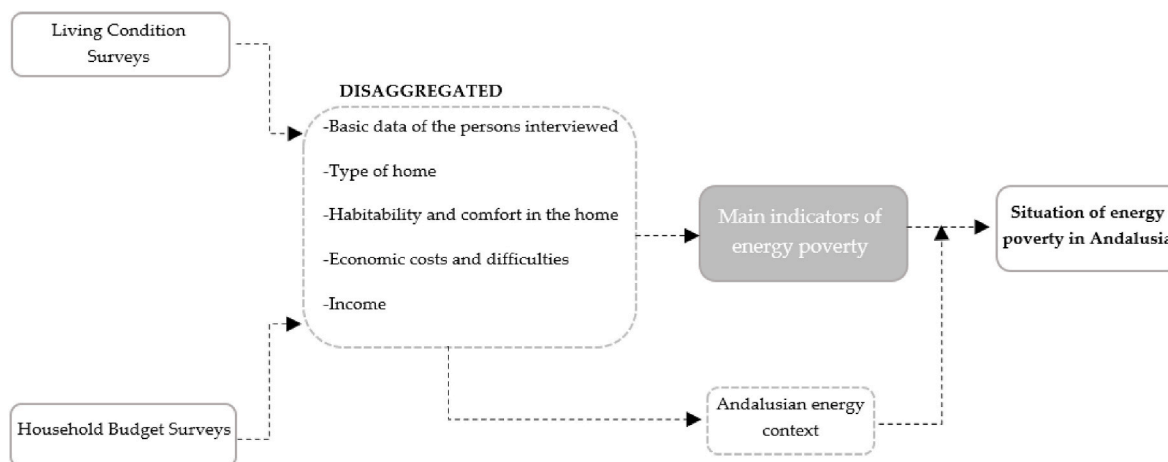 Living Condition
Surveys
DISAGGREGATED
-Basic data of the persons interviewed
-Type of home
-Habitability and comfort in the home
-Economic costs and difficulties
-Income
Main indicators of
energy poverty
Situation of energy
poverty in Andalusia
Household Budget Surveys
Andalusian energy
context